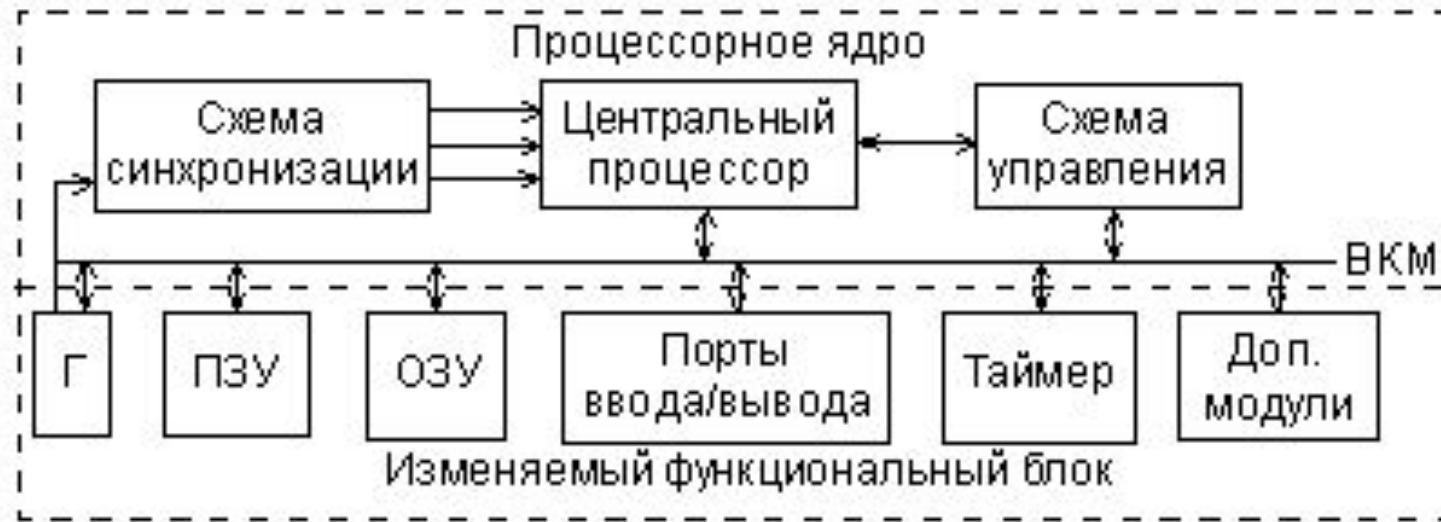 Процессорное ядро
Схема
синхронизации
Центральный
процессор
Схема
управления
ВКМ
Г
ПЗУ
ОЗУ
Порты
ввода/вывода
Таймер
Доп.
модули
Изменяемый функциональный блок